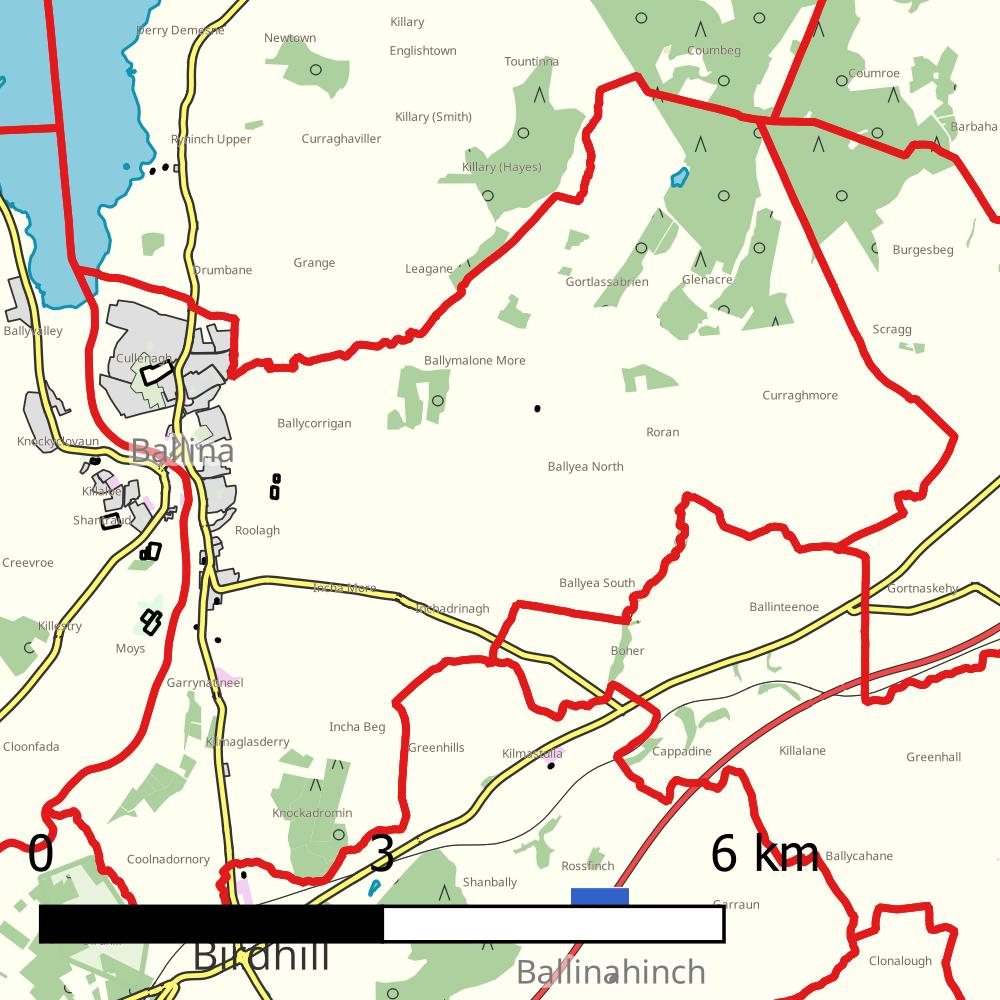 Killary
Derry Demesne
Newtown
Englishtown
Coumbeg
Tountinna
Coumroe
Killary (Smith)
Barbaha
Ryninch Upper
Curraghaviller
Killary (Hayes)
Burgesbeg
Grange
Drumbane
Leagane
Gortlassabrien
Glenacre
Ballyvalley
Scragg
Cullenagh
Ballymalone More
Curraghmore
Ballycorrigan
Roran
Knockyclovaun
Ballina
Ballyea North
Killaloe
Shantraud
Roolagh
Creevroe
Incha More
Ballyea South
Gortnaskehy
Inchadrinagh
Ballinteenoe
Killestry
Moys
Boher
Garrynatineel
Incha Beg
Kilmaglasderry
Cloonfada
Greenhills
Kilmastulla
Cappadine
Killalane
Greenhall
Knockadromin
0 3 6 km
Coolnadornory
Ballycahane
Rossfinch
Shanbally
Garraun
Birdhill
Clonalough
Ballinahinch